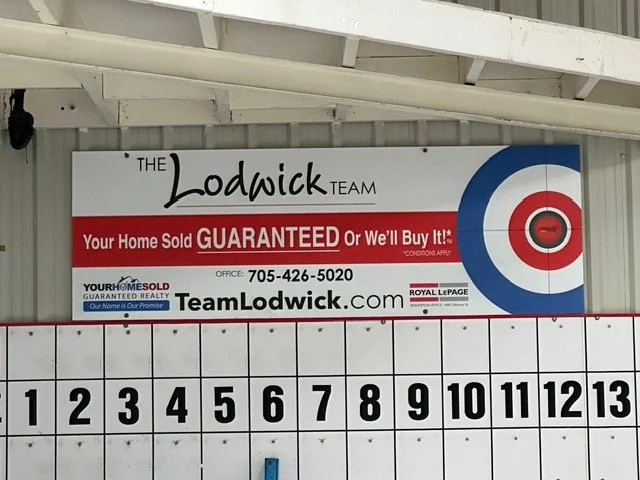 THE Lodwick TEAM
Your Home Sold GUARANTEED Or We'll Buy It!*
*CONDITIONS APPLY
OFFICE: 705-426-5020
YOURHOMESOLD
GUARANTEED REALTY
Our Name is Our Promise
TeamLodwick.com
ROYAL LEPAGE
1 2 3 4 5 6 7 8 9 10 11 12 13